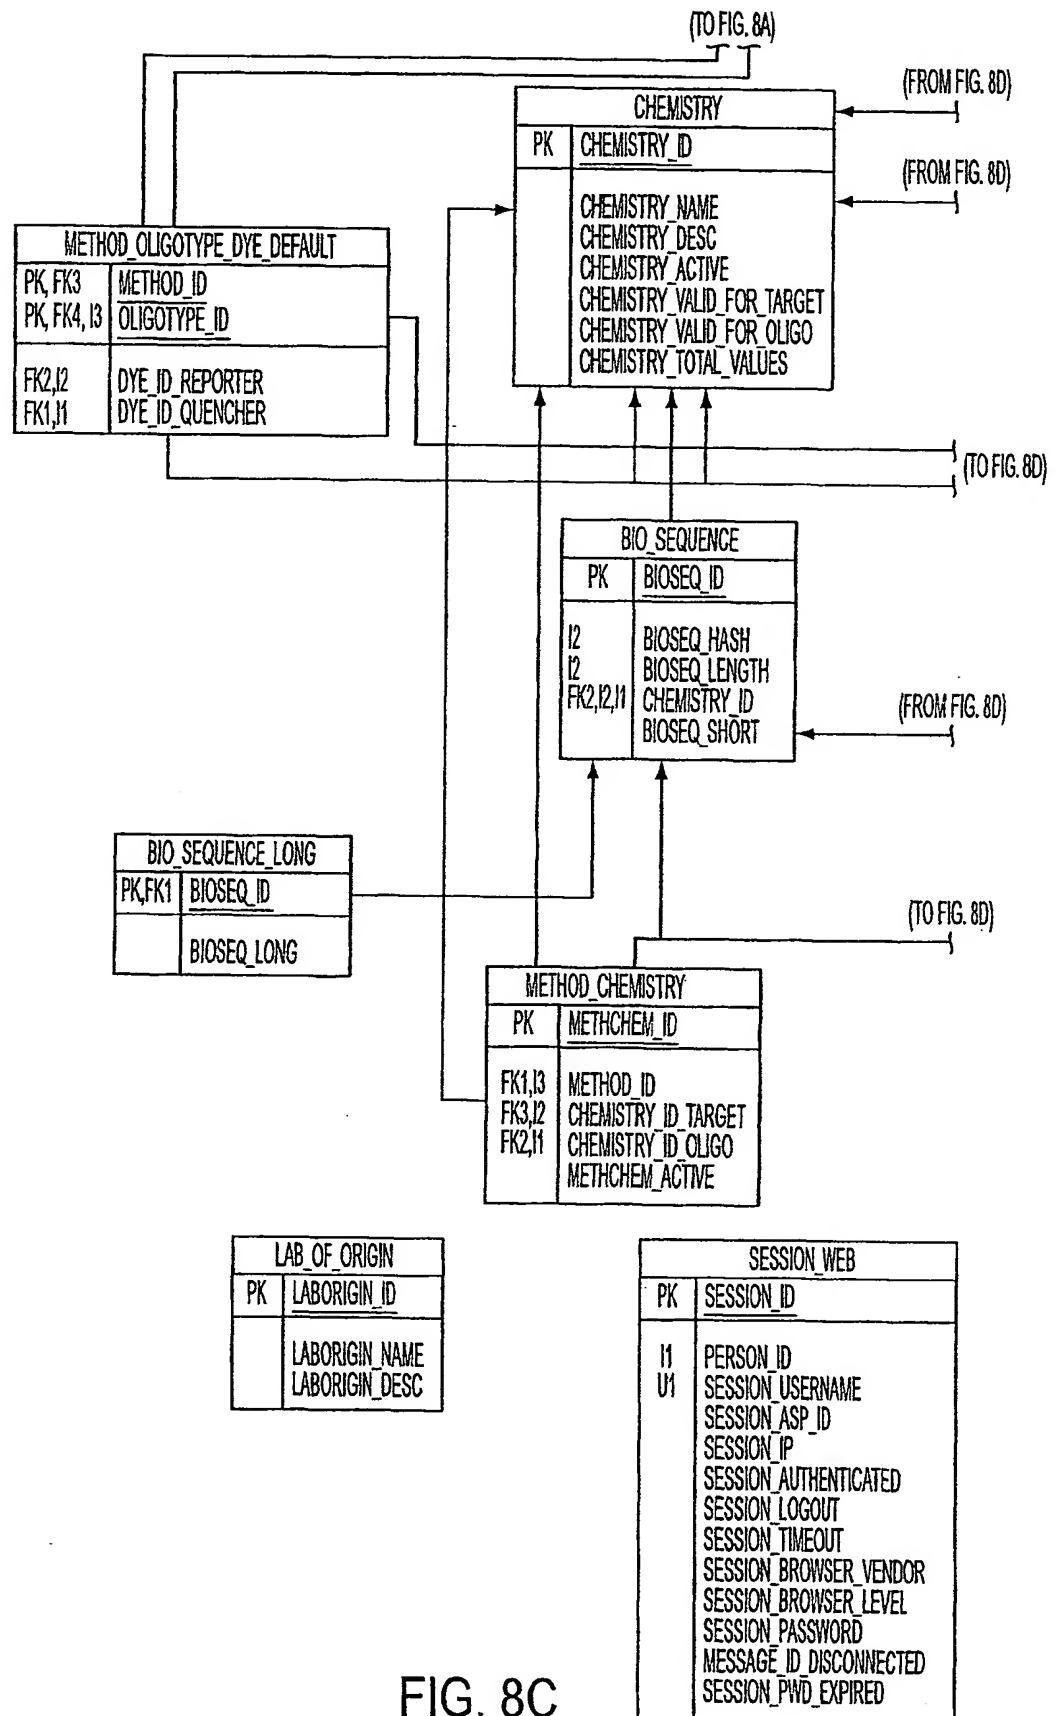 (TO FIG. 8A)
(FROM FIG. 8D)
CHEMISTRY
PK CHEMISTRY_ID
CHEMISTRY_NAME
CHEMISTRY_DESC
CHEMISTRY_ACTIVE
CHEMISTRY_VALID_FOR_TARGET
CHEMISTRY_VALID_FOR_OLIGO
CHEMISTRY_TOTAL_VALUES
(FROM FIG. 8D)
METHOD_OLIGOTYPE_DYE_DEFAULT
PK, FK3 METHOD_ID
PK, FK4, I3 OLIGOTYPE_ID
FK2,I2 DYE_ID_REPORTER
FK1,I1 DYE_ID_QUENCHER
(TO FIG. 8D)
BIO_SEQUENCE
PK BIOSEQ_ID
I2 BIOSEQ_HASH
I2 BIOSEQ_LENGTH
FK2,I2,I1 CHEMISTRY_ID
BIOSEQ_SHORT
(FROM FIG. 8D)
BIO_SEQUENCE_LONG
PK,FK1 BIOSEQ_ID
BIOSEQ_LONG
(TO FIG. 8D)
METHOD_CHEMISTRY
PK METHCHEM_ID
FK1,I3 METHOD_ID
FK3,I2 CHEMISTRY_ID_TARGET
FK2,I1 CHEMISTRY_ID_OLIGO
METHCHEM_ACTIVE
LAB_OF_ORIGIN
PK LABORIGIN_ID
LABORIGIN_NAME
LABORIGIN_DESC
SESSION_WEB
PK SESSION_ID
I1 PERSON_ID
U1 SESSION_USERNAME
SESSION_ASP_ID
SESSION_IP
SESSION_AUTHENTICATED
SESSION_LOGOUT
SESSION_TIMEOUT
SESSION_BROWSER_VENDOR
SESSION_BROWSER_LEVEL
SESSION_PASSWORD
MESSAGE_ID_DISCONNECTED
SESSION_PWD_EXPIRED
FIG. 8C